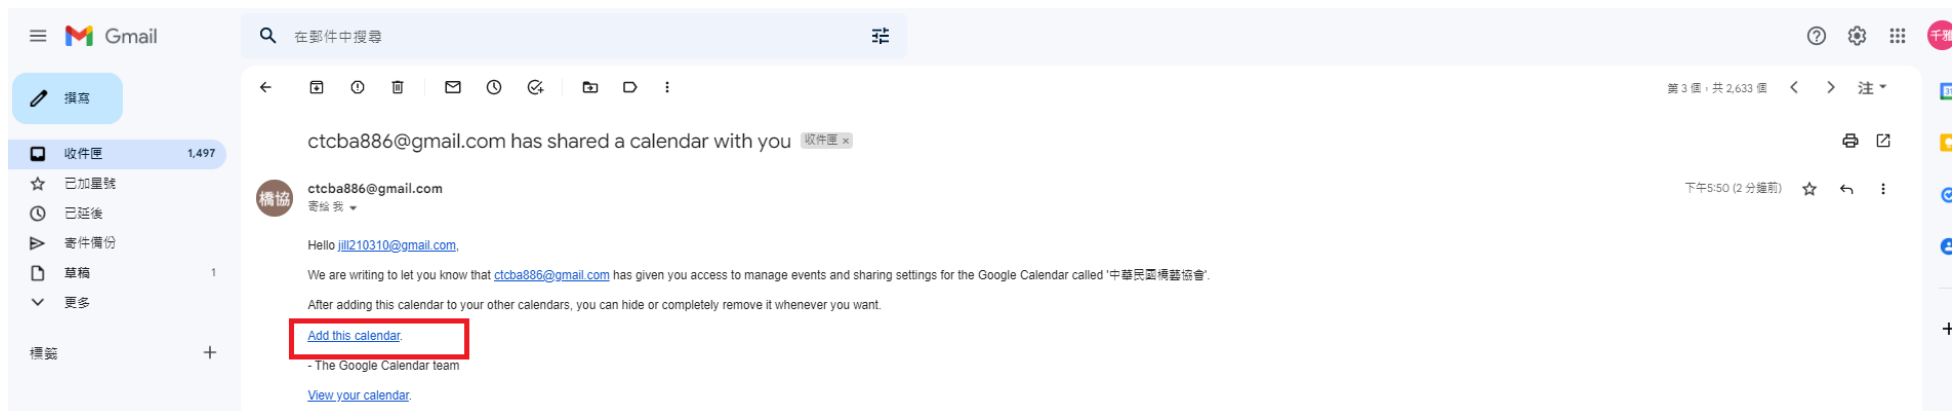 Gmail
在郵件中搜尋
千雅
撰寫
第 3 個，共 2,633 個
注
31
ctcba886@gmail.com has shared a calendar with you 收件匣 ×
收件匣 1,497
橋協
ctcba886@gmail.com
下午5:50 (2 分鐘前)
已加星號
寄給 我
已延後
寄件備份
Hello jill210310@gmail.com,
草稿 1
We are writing to let you know that ctcba886@gmail.com has given you access to manage events and sharing settings for the Google Calendar called '中華民國橋藝協會'.
更多
After adding this calendar to your other calendars, you can hide or completely remove it whenever you want.
Add this calendar.
標籤
- The Google Calendar team
View your calendar.